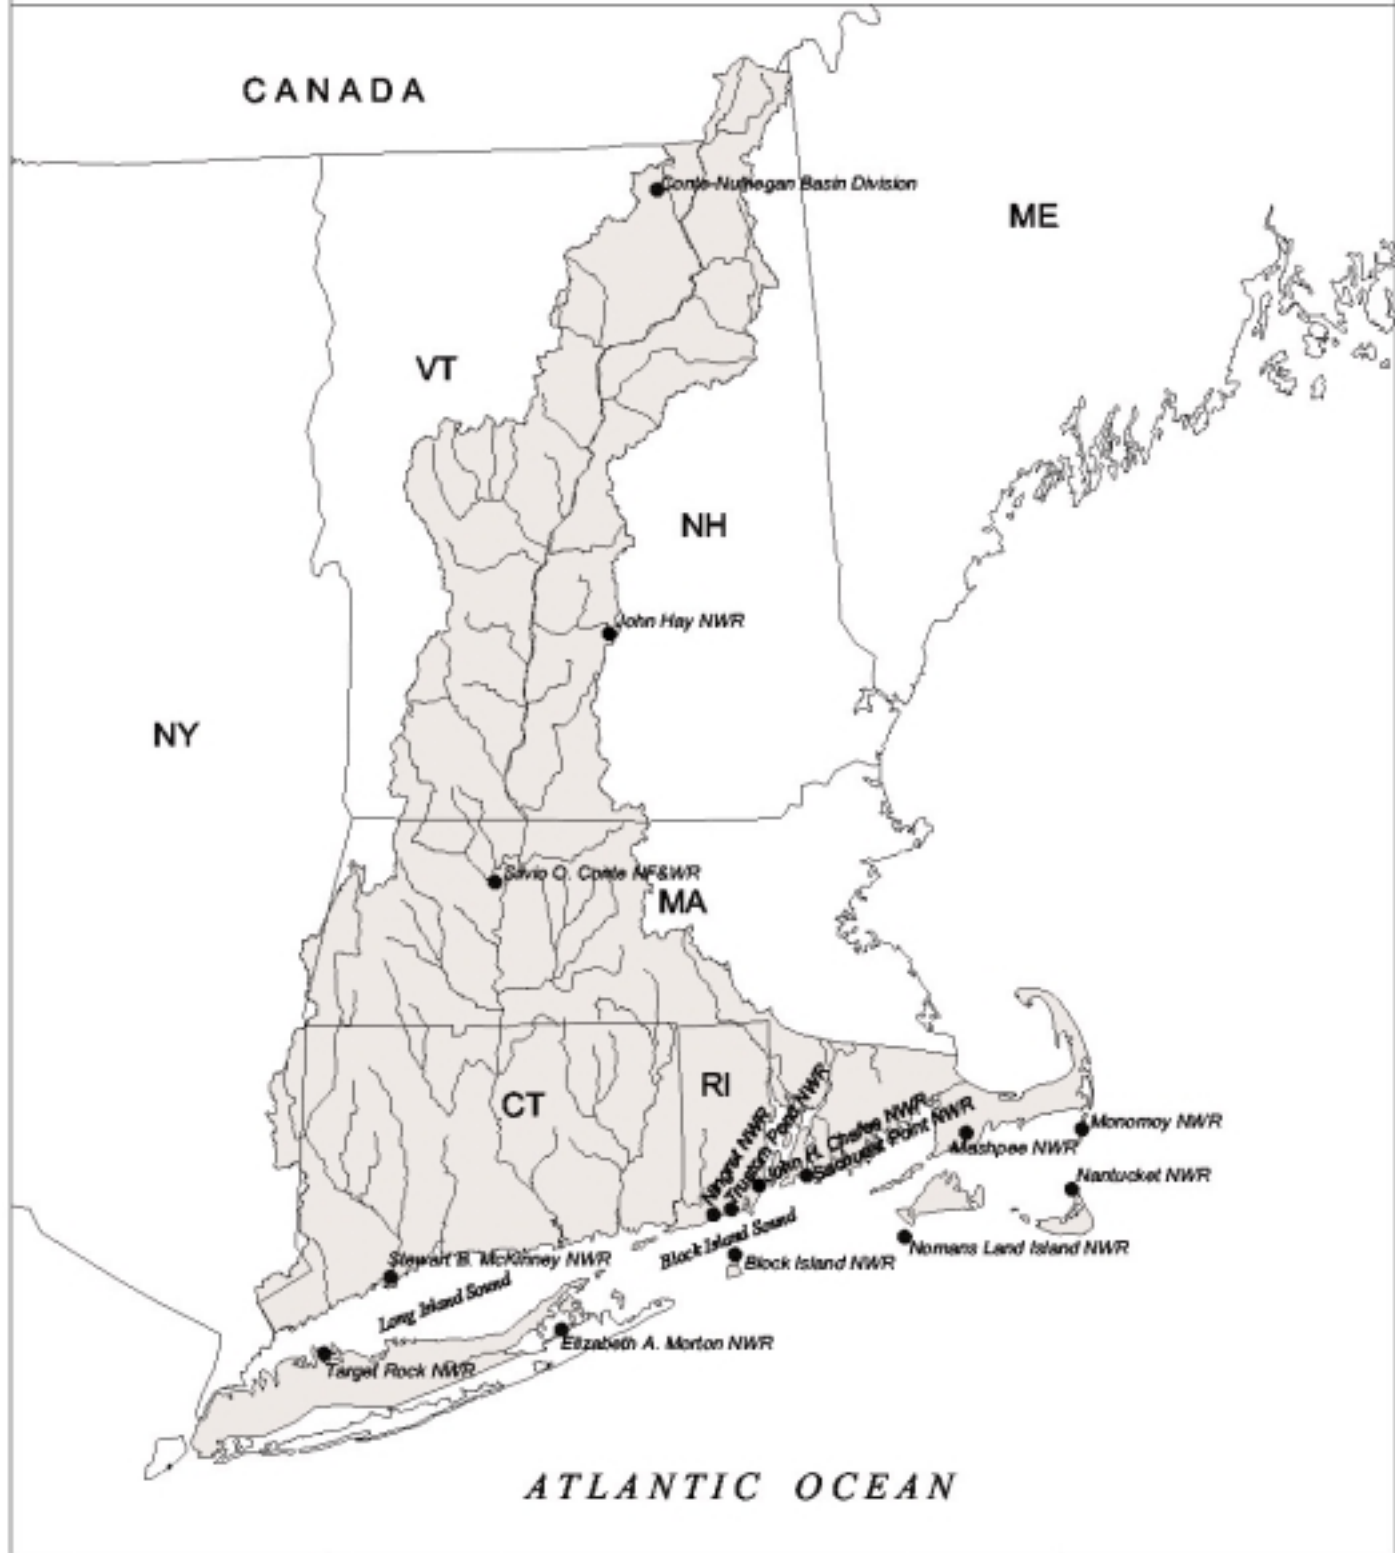 CANADA
Conte-Nulhegan Basin Division
ME
VT
NH
John Hay NWR
NY
Silvio O. Conte NF&WR
MA
RI
CT
Ninigret NWR
Trustom Pond NWR
John H. Chafee NWR
Sachuest Point NWR
Monomoy NWR
Mashpee NWR
Nantucket NWR
Block Island Sound
Nomans Land Island NWR
Stewart B. McKinney NWR
Block Island NWR
Long Island Sound
Elizabeth A. Morton NWR
Target Rock NWR
ATLANTIC OCEAN